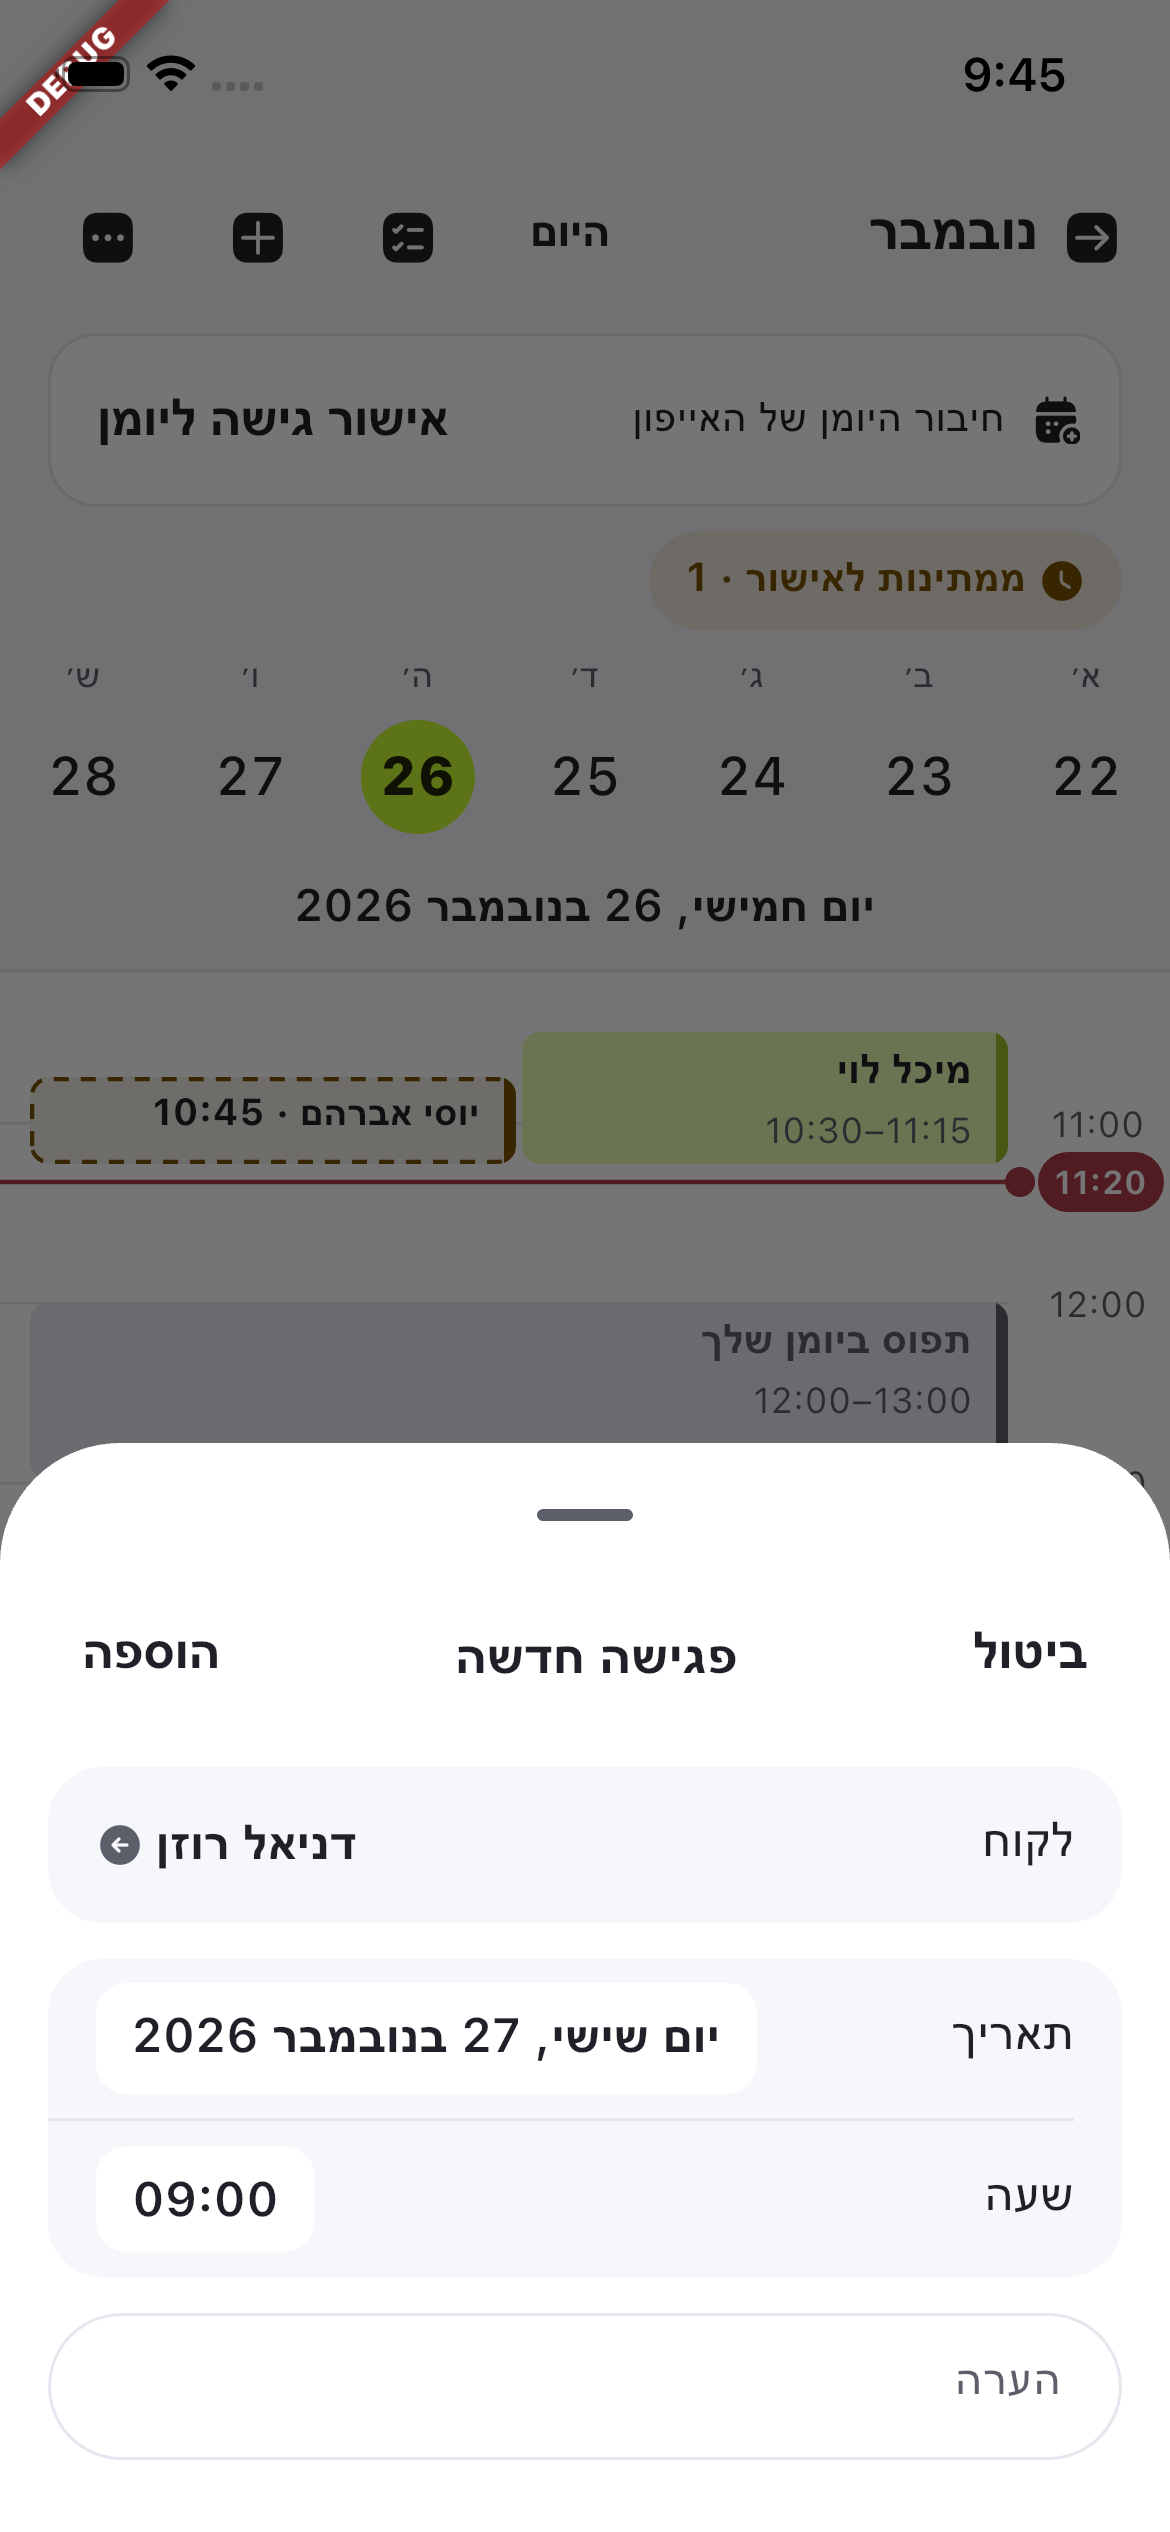 9:45
DEBUG
נובמבר
היום
חיבור היומן של האייפון
אישור גישה ליומן
ממתינות לאישור · 1
א׳ ב׳ ג׳ ד׳ ה׳ ו׳ ש׳
22 23 24 25 26 27 28
יום חמישי, 26 בנובמבר 2026
מיכל לוי
10:30–11:15
יוסי אברהם · 10:45
11:00
11:20
12:00
תפוס ביומן שלך
12:00–13:00
ביטול
פגישה חדשה
הוספה
לקוח
דניאל רוזן
תאריך
יום שישי, 27 בנובמבר 2026
שעה
09:00
הערה